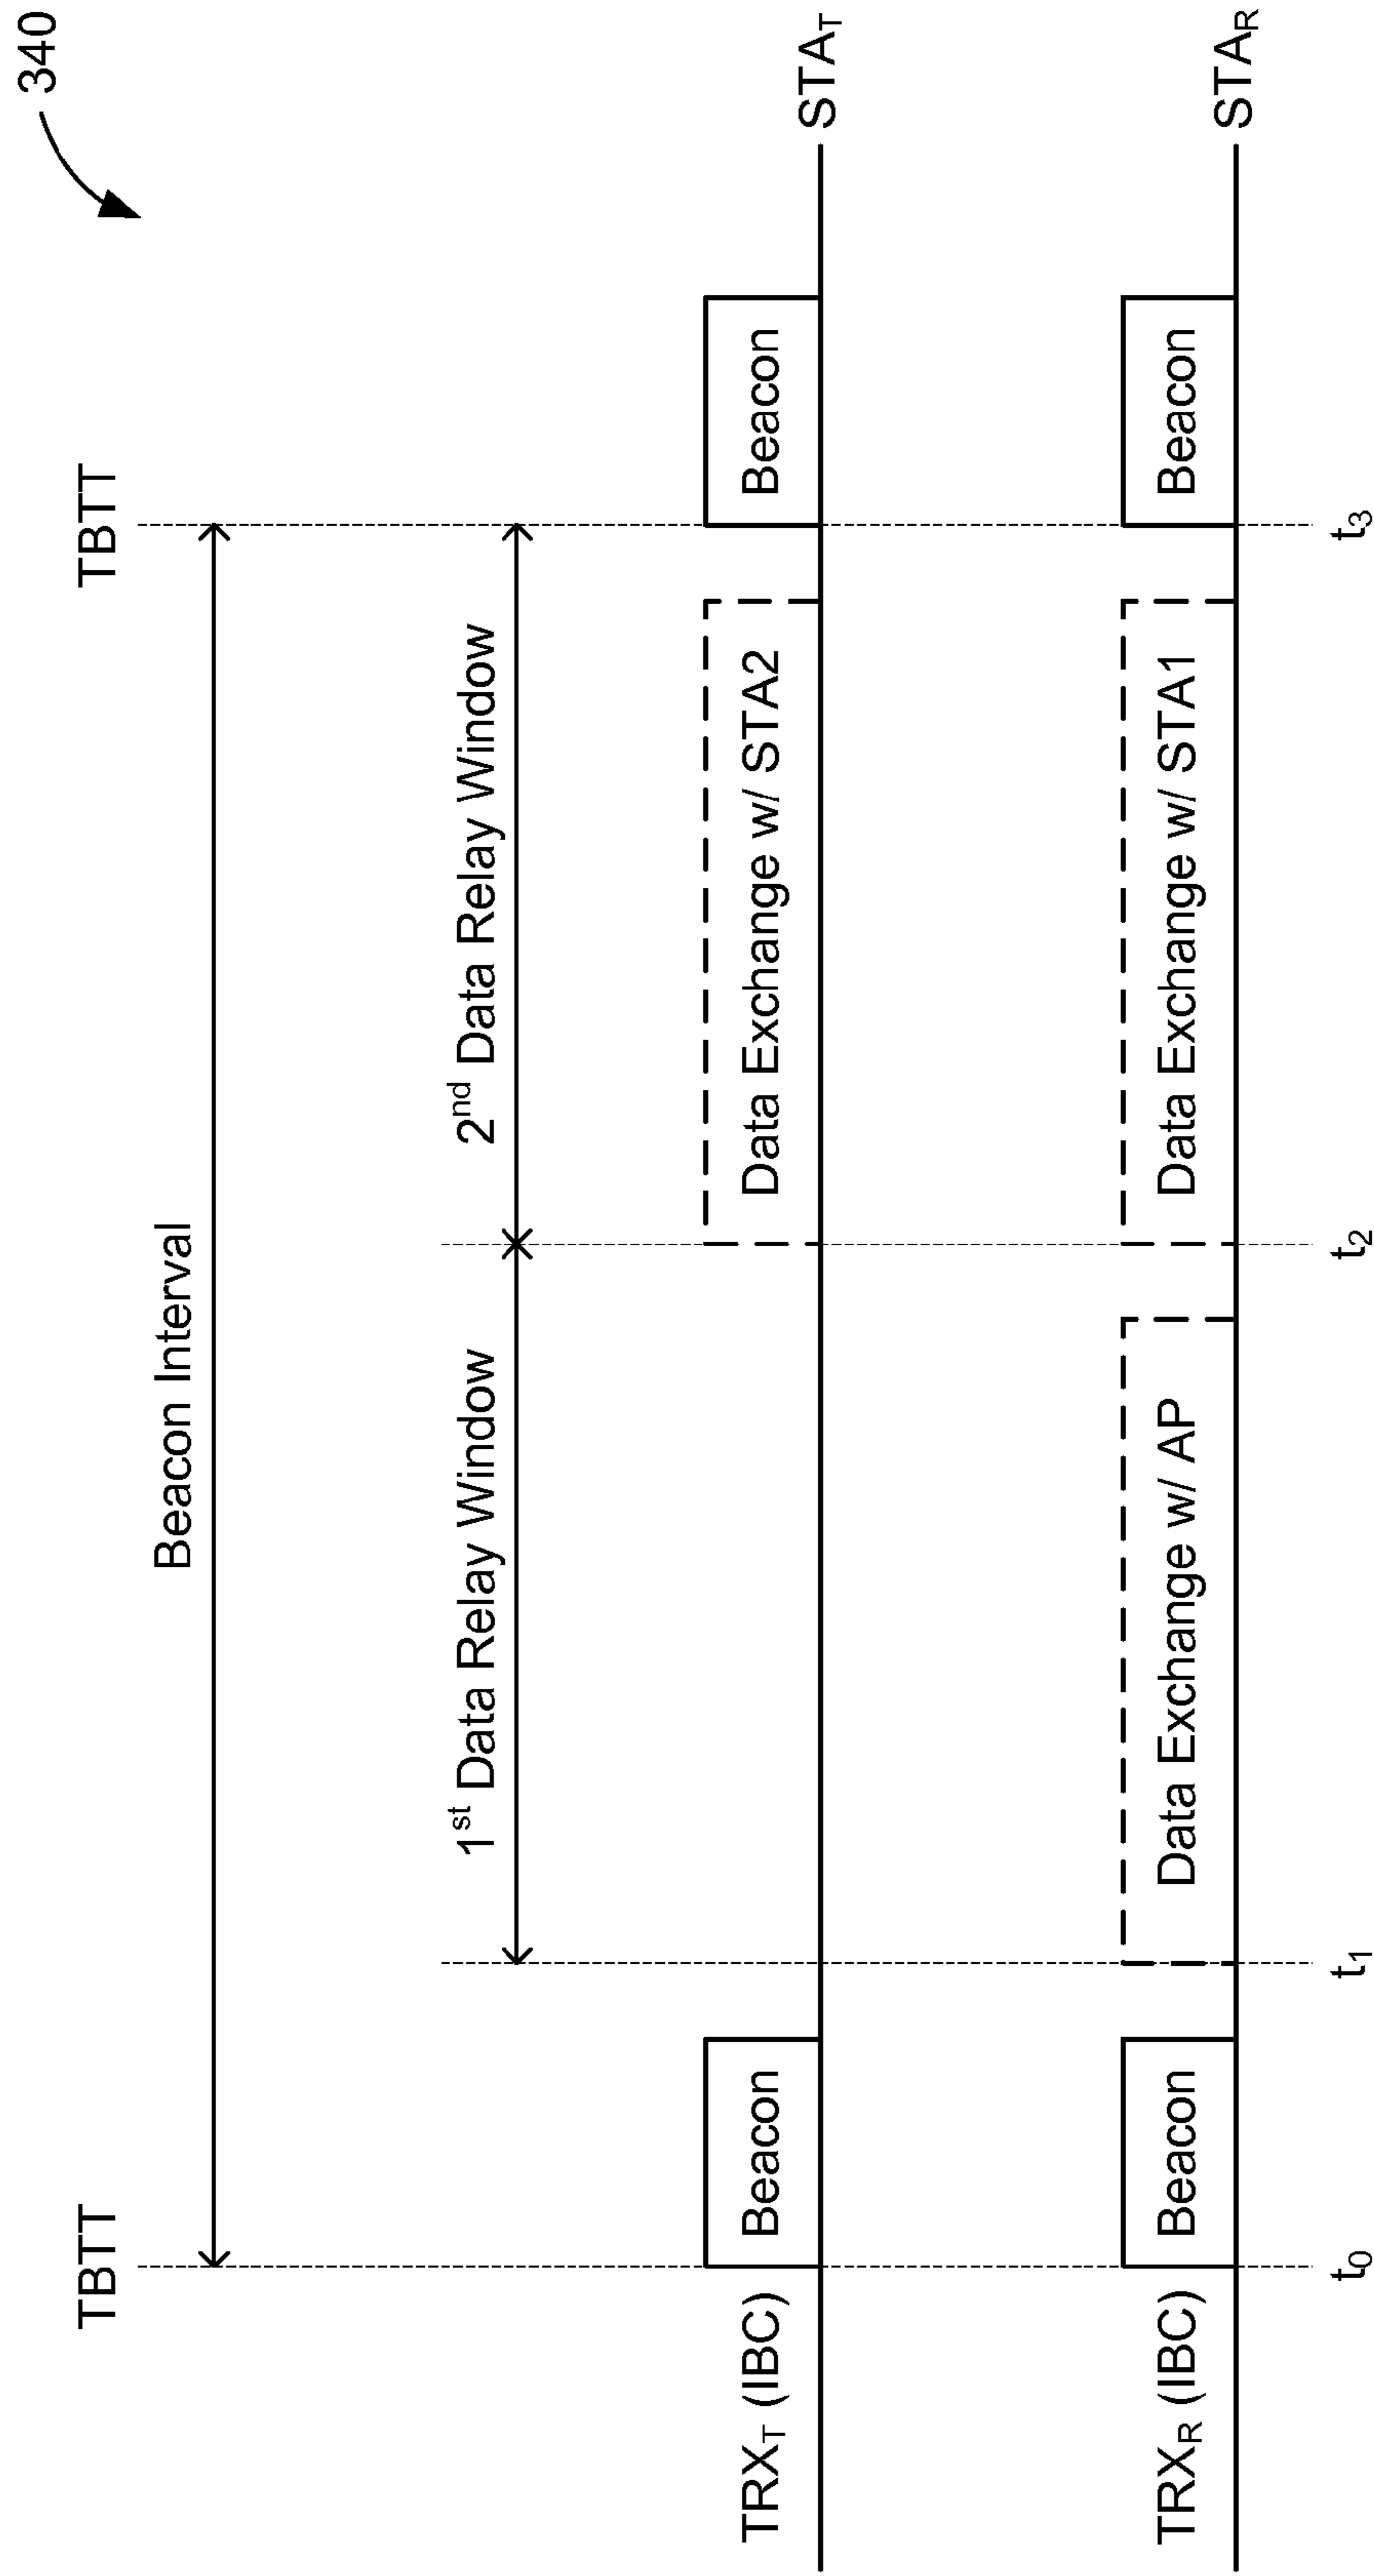 340
TBTT
TBTT
Beacon Interval
1st Data Relay Window
2nd Data Relay Window
TRXT (IBC)
Beacon
Data Exchange w/ STA2
Beacon
STAT
TRXR (IBC)
Beacon
Data Exchange w/ AP
Data Exchange w/ STA1
Beacon
STAR
t0
t1
t2
t3